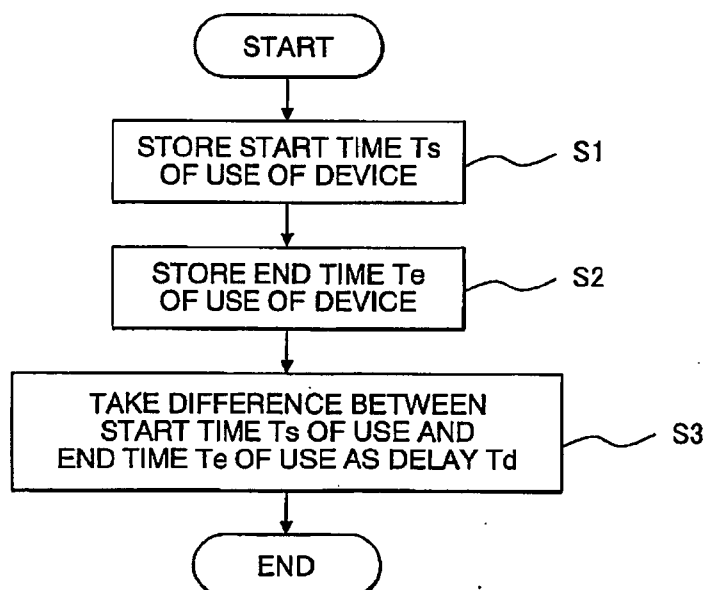 START
STORE START TIME Ts
OF USE OF DEVICE
S1
STORE END TIME Te
OF USE OF DEVICE
S2
TAKE DIFFERENCE BETWEEN
START TIME Ts OF USE AND
END TIME Te OF USE AS DELAY Td
S3
END